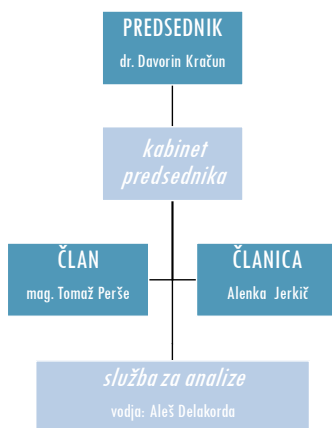 PREDSEDNIK
dr. Davorin Kračun
kabinet
predsednika
ČLAN
mag. Tomaž Perše
ČLANICA
Alenka Jerkič
služba za analize
vodja: Aleš Delakorda